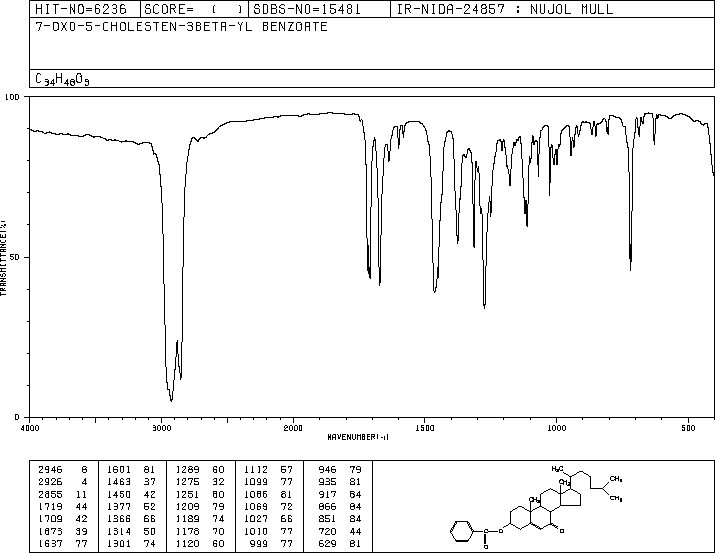 HIT-NO=6236 SCORE= ( ) SDBS-NO=15481 IR-NIDA-24857 : NUJOL MULL
7-OXO-5-CHOLESTEN-3BETA-YL BENZOATE
C34H48O3
100
50
0
TRANSMITTANCE(%)
4000 3000 2000 1500 1000 500
WAVENUMBER(-1)
2946 6 1601 81 1289 60 1112 57 946 79
2926 4 1463 37 1275 32 1099 77 935 81
2855 11 1450 42 1251 60 1086 81 917 84
1719 44 1377 52 1209 79 1069 72 866 84
1709 42 1366 66 1189 74 1027 66 851 84
1673 39 1314 50 1178 70 1010 77 720 44
1637 77 1301 74 1120 60 999 77 629 81
H3C
CH3
CH3
CH3
CH3
C
O
O
O